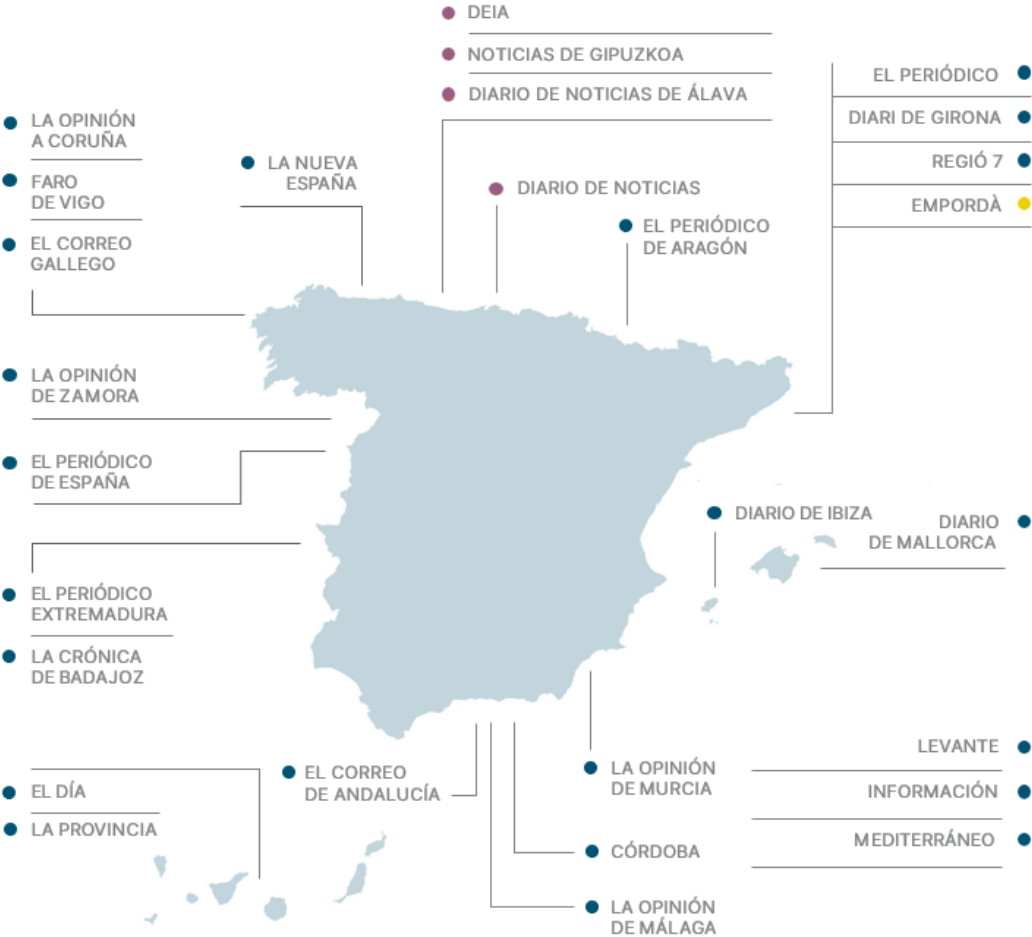 DEIA
NOTICIAS DE GIPUZKOA
DIARIO DE NOTICIAS DE ÁLAVA
EL PERIÓDICO
DIARI DE GIRONA
REGIÓ 7
EMPORDÀ
LA OPINIÓN
A CORUÑA
FARO
DE VIGO
EL CORREO
GALLEGO
LA NUEVA
ESPAÑA
DIARIO DE NOTICIAS
EL PERIÓDICO
DE ARAGÓN
LA OPINIÓN
DE ZAMORA
EL PERIÓDICO
DE ESPAÑA
DIARIO DE IBIZA
DIARIO
DE MALLORCA
EL PERIÓDICO
EXTREMADURA
LA CRÓNICA
DE BADAJOZ
EL DÍA
LA PROVINCIA
EL CORREO
DE ANDALUCÍA
LA OPINIÓN
DE MURCIA
CÓRDOBA
LA OPINIÓN
DE MÁLAGA
LEVANTE
INFORMACIÓN
MEDITERRÁNEO